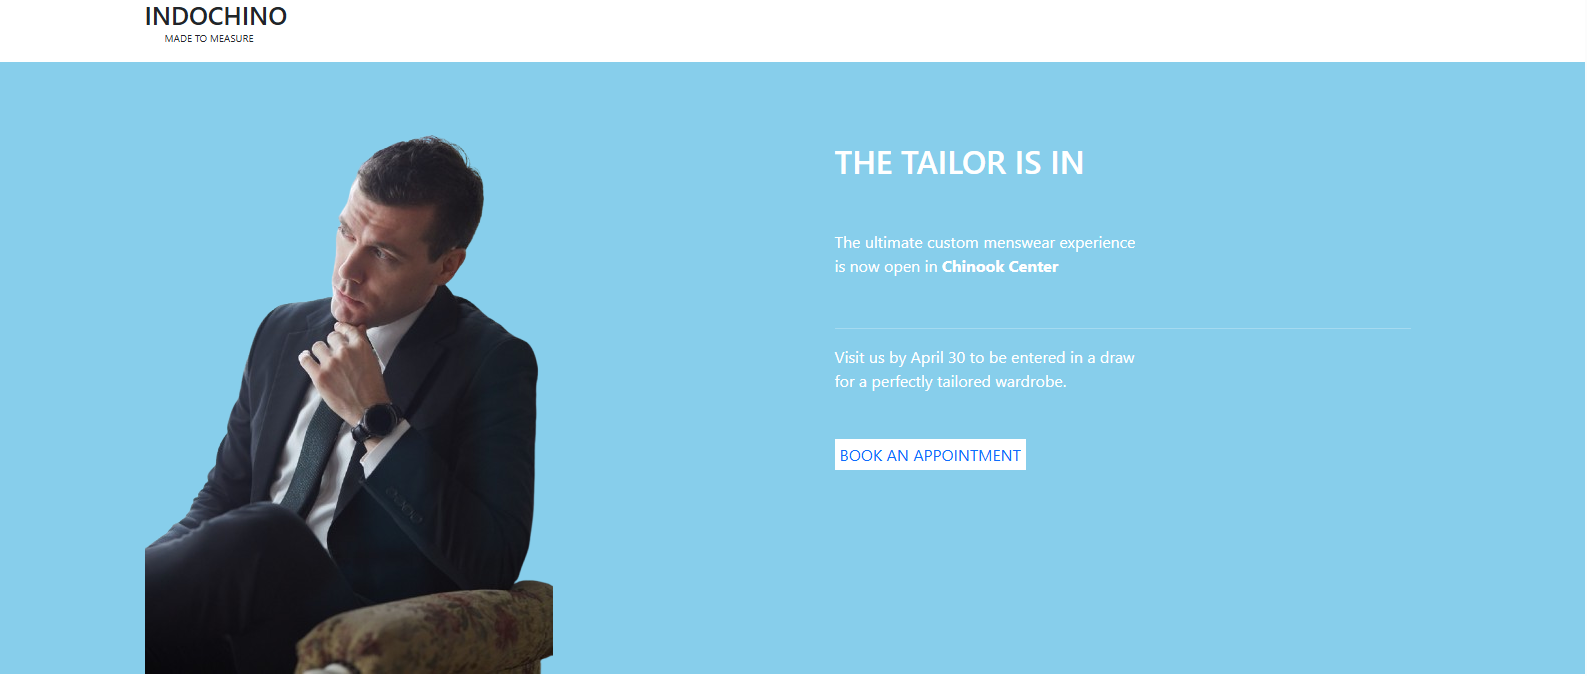 INDOCHINO
MADE TO MEASURE
THE TAILOR IS IN
The ultimate custom menswear experience
is now open in Chinook Center
Visit us by April 30 to be entered in a draw
for a perfectly tailored wardrobe.
BOOK AN APPOINTMENT